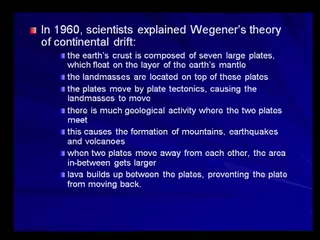 In 1960, scientists explained Wegener's theory
of continental drift:
the earth's crust is composed of seven large plates,
which float on the layor of the earth's mantle
the landmasses are located on top of these plates
the plates move by plate tectonics, causing the
landmasses to move
there is much geological activity where the two plates
meet
this causes the formation of mountains, earthquakes
and volcanoes
when two plates move away from each other, the area
in-between gets larger
lava builds up between the plates, preventing the plate
from moving back.